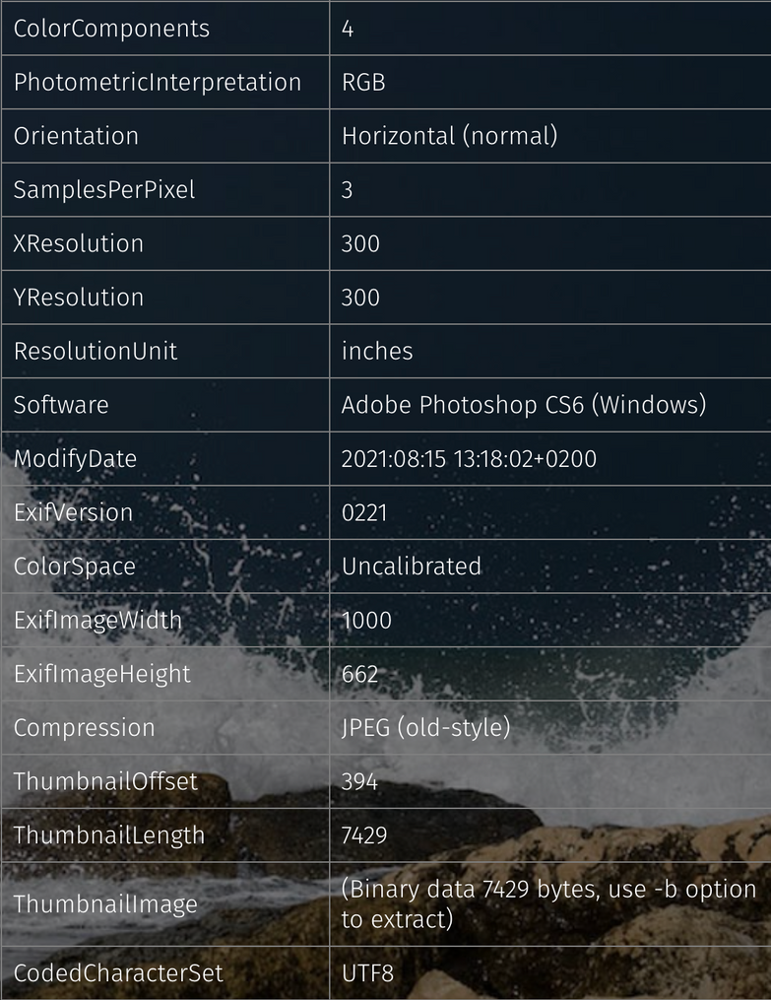 ColorComponents 4
PhotometricInterpretation RGB
Orientation Horizontal (normal)
SamplesPerPixel 3
XResolution 300
YResolution 300
ResolutionUnit inches
Software Adobe Photoshop CS6 (Windows)
ModifyDate 2021:08:15 13:18:02+0200
ExifVersion 0221
ColorSpace Uncalibrated
ExifImageWidth 1000
ExifImageHeight 662
Compression JPEG (old-style)
ThumbnailOffset 394
ThumbnailLength 7429
ThumbnailImage (Binary data 7429 bytes, use -b option
to extract)
CodedCharacterSet UTF8